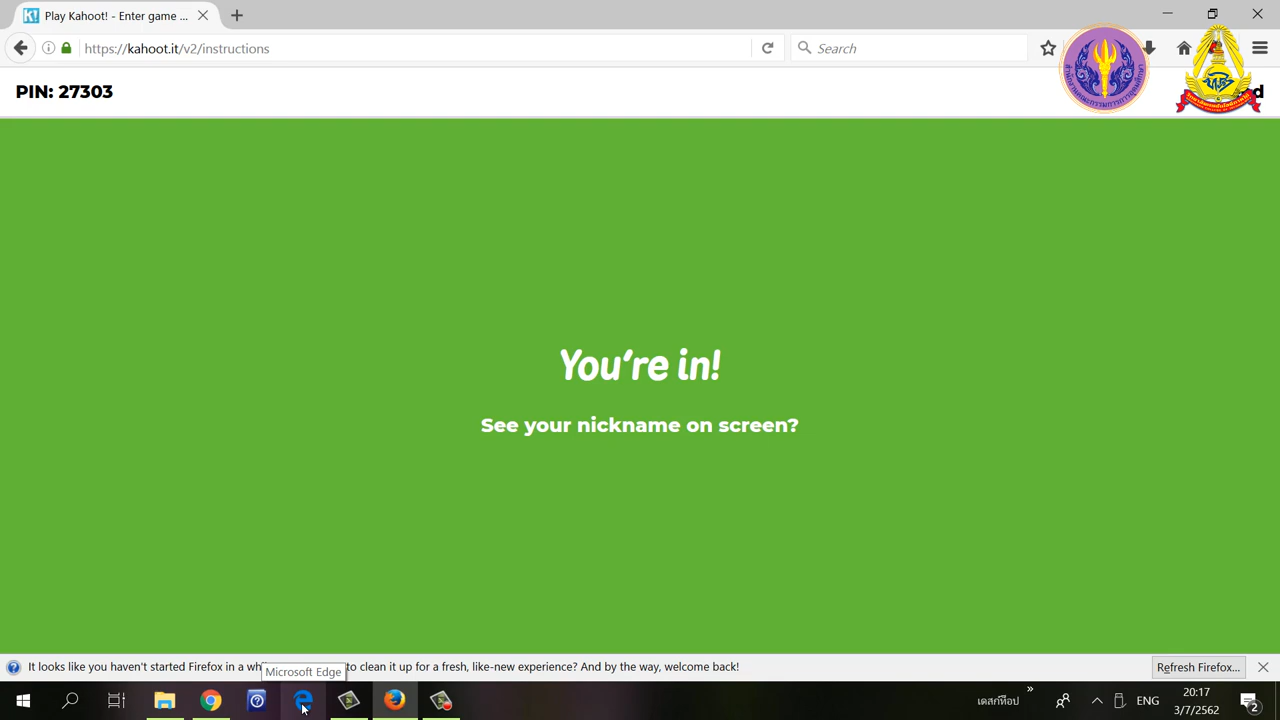 Play Kahoot! - Enter game ...
https://kahoot.it/v2/instructions
Search
PIN: 27303
You're in!
See your nickname on screen?
It looks like you haven't started Firefox in a wh to clean it up for a fresh, like-new experience? And by the way, welcome back!
Refresh Firefox...
Microsoft Edge
เดสก์ท็อป
ENG
20:17
3/7/2562
2